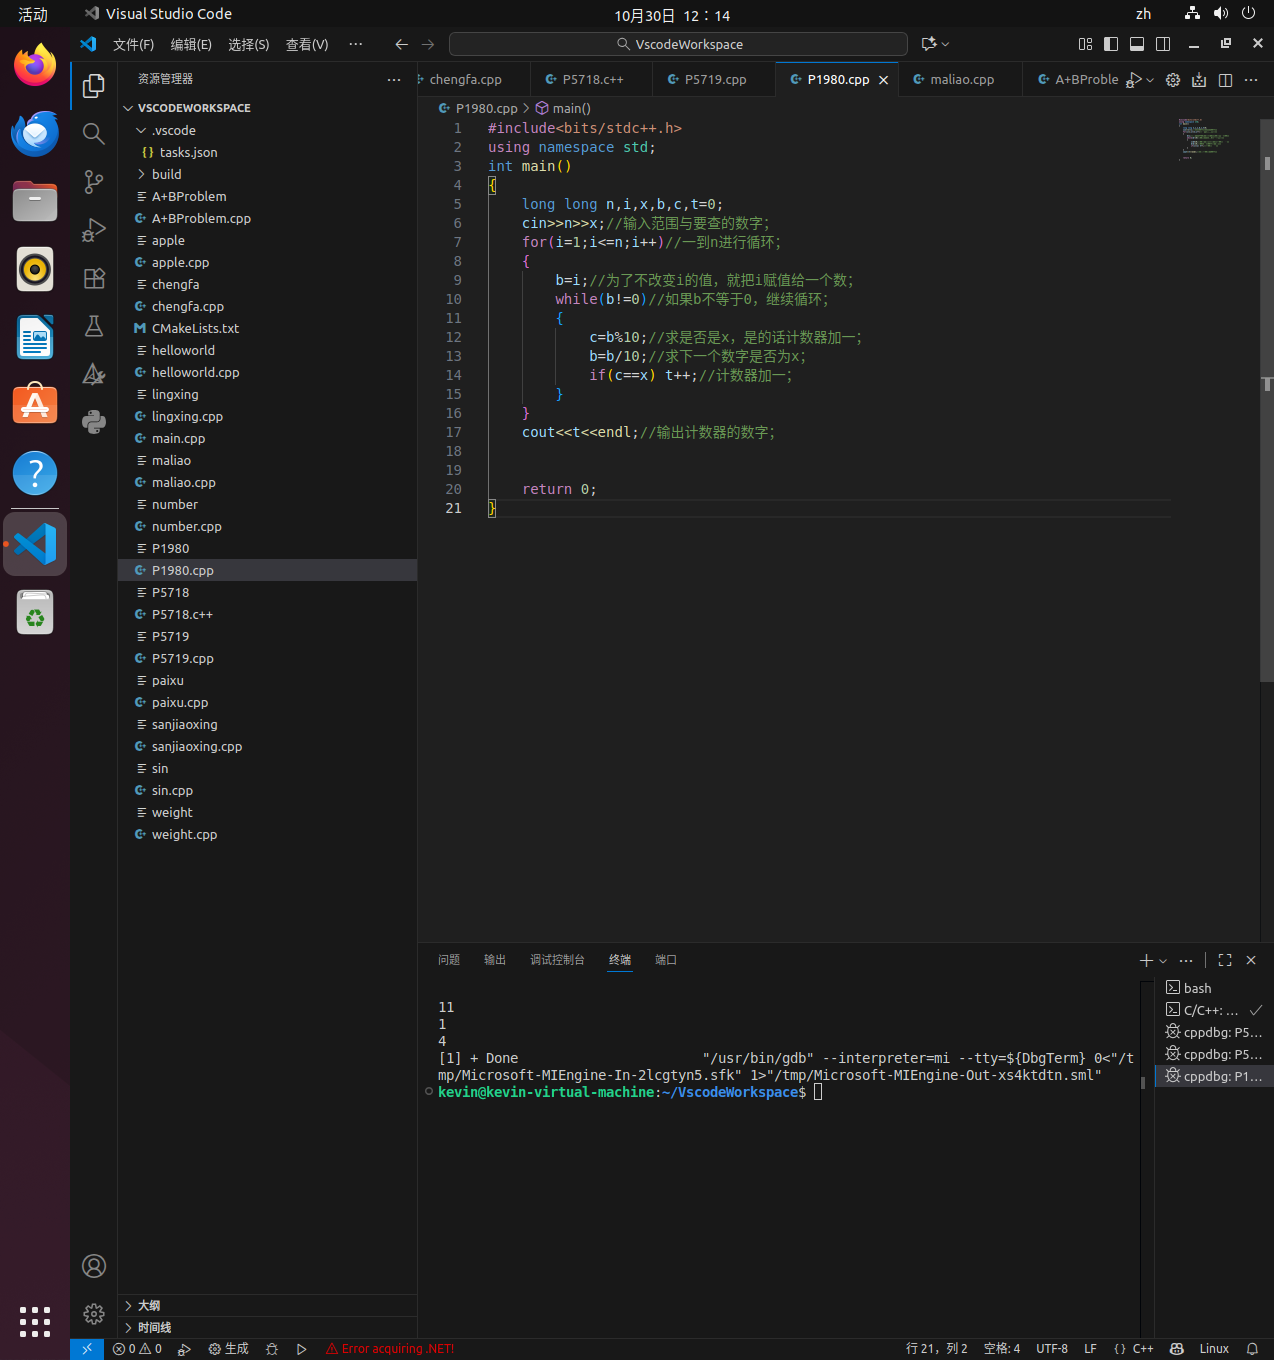 活动
Visual Studio Code
10月30日 12：14
zh
文件(F) 编辑(E) 选择(S) 查看(V) ···
VscodeWorkspace
资源管理器
chengfa.cpp P5718.c++ P5719.cpp P1980.cpp maliao.cpp A+BProble
P1980.cpp > main()
VSCODEWORKSPACE
.vscode
{} tasks.json
build
A+BProblem
A+BProblem.cpp
apple
apple.cpp
chengfa
chengfa.cpp
CMakeLists.txt
helloworld
helloworld.cpp
lingxing
lingxing.cpp
main.cpp
maliao
maliao.cpp
number
number.cpp
P1980
P1980.cpp
P5718
P5718.c++
P5719
P5719.cpp
paixu
paixu.cpp
sanjiaoxing
sanjiaoxing.cpp
sin
sin.cpp
weight
weight.cpp
大纲
时间线
1 #include<bits/stdc++.h>
2 using namespace std;
3 int main()
4 {
5 long long n,i,x,b,c,t=0;
6 cin>>n>>x;//输入范围与要查的数字;
7 for(i=1;i<=n;i++)//一到n进行循环;
8 {
9 b=i;//为了不改变i的值，就把i赋值给一个数;
10 while(b!=0)//如果b不等于0，继续循环;
11 {
12 c=b%10;//求是否是x，是的话计数器加一;
13 b=b/10;//求下一个数字是否为x;
14 if(c==x) t++;//计数器加一;
15 }
16 }
17 cout<<t<<endl;//输出计数器的数字;
18
19
20 return 0;
21 }
问题 输出 调试控制台 终端 端口
11
1
4
[1] + Done "/usr/bin/gdb" --interpreter=mi --tty=${DbgTerm} 0<"/t
mp/Microsoft-MIEngine-In-2lcgtyn5.sfk" 1>"/tmp/Microsoft-MIEngine-Out-xs4ktdtn.sml"
kevin@kevin-virtual-machine:~/VscodeWorkspace$
bash
C/C++: ...
cppdbg: P5...
cppdbg: P5...
cppdbg: P1...
0 0 生成 Error acquiring .NET! 行 21，列 2 空格: 4 UTF-8 LF {} C++ Linux